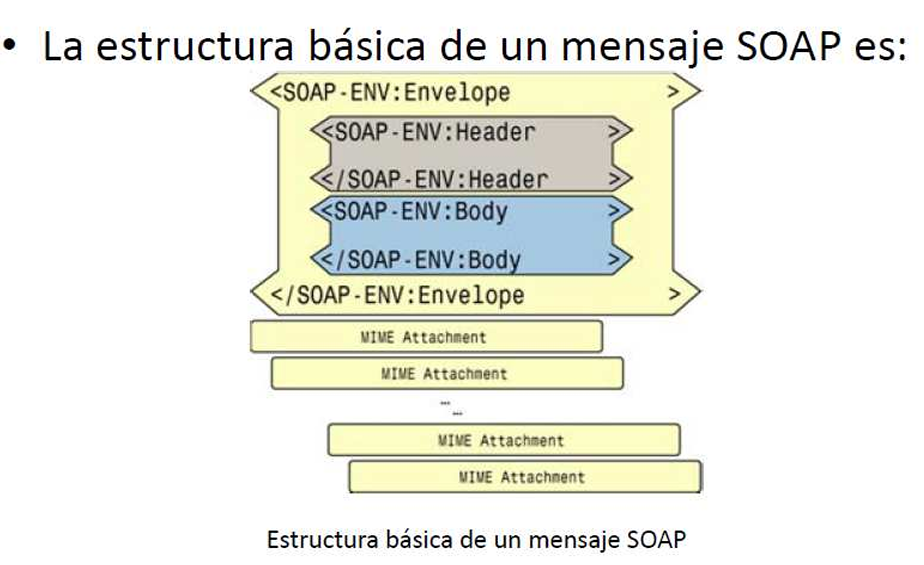 • La estructura básica de un mensaje SOAP es:
<SOAP-ENV:Envelope >
<SOAP-ENV:Header >
</SOAP-ENV:Header >
<SOAP-ENV:Body >
</SOAP-ENV:Body >
</SOAP-ENV:Envelope >
MIME Attachment
MIME Attachment
... ...
MIME Attachment
MIME Attachment
Estructura básica de un mensaje SOAP